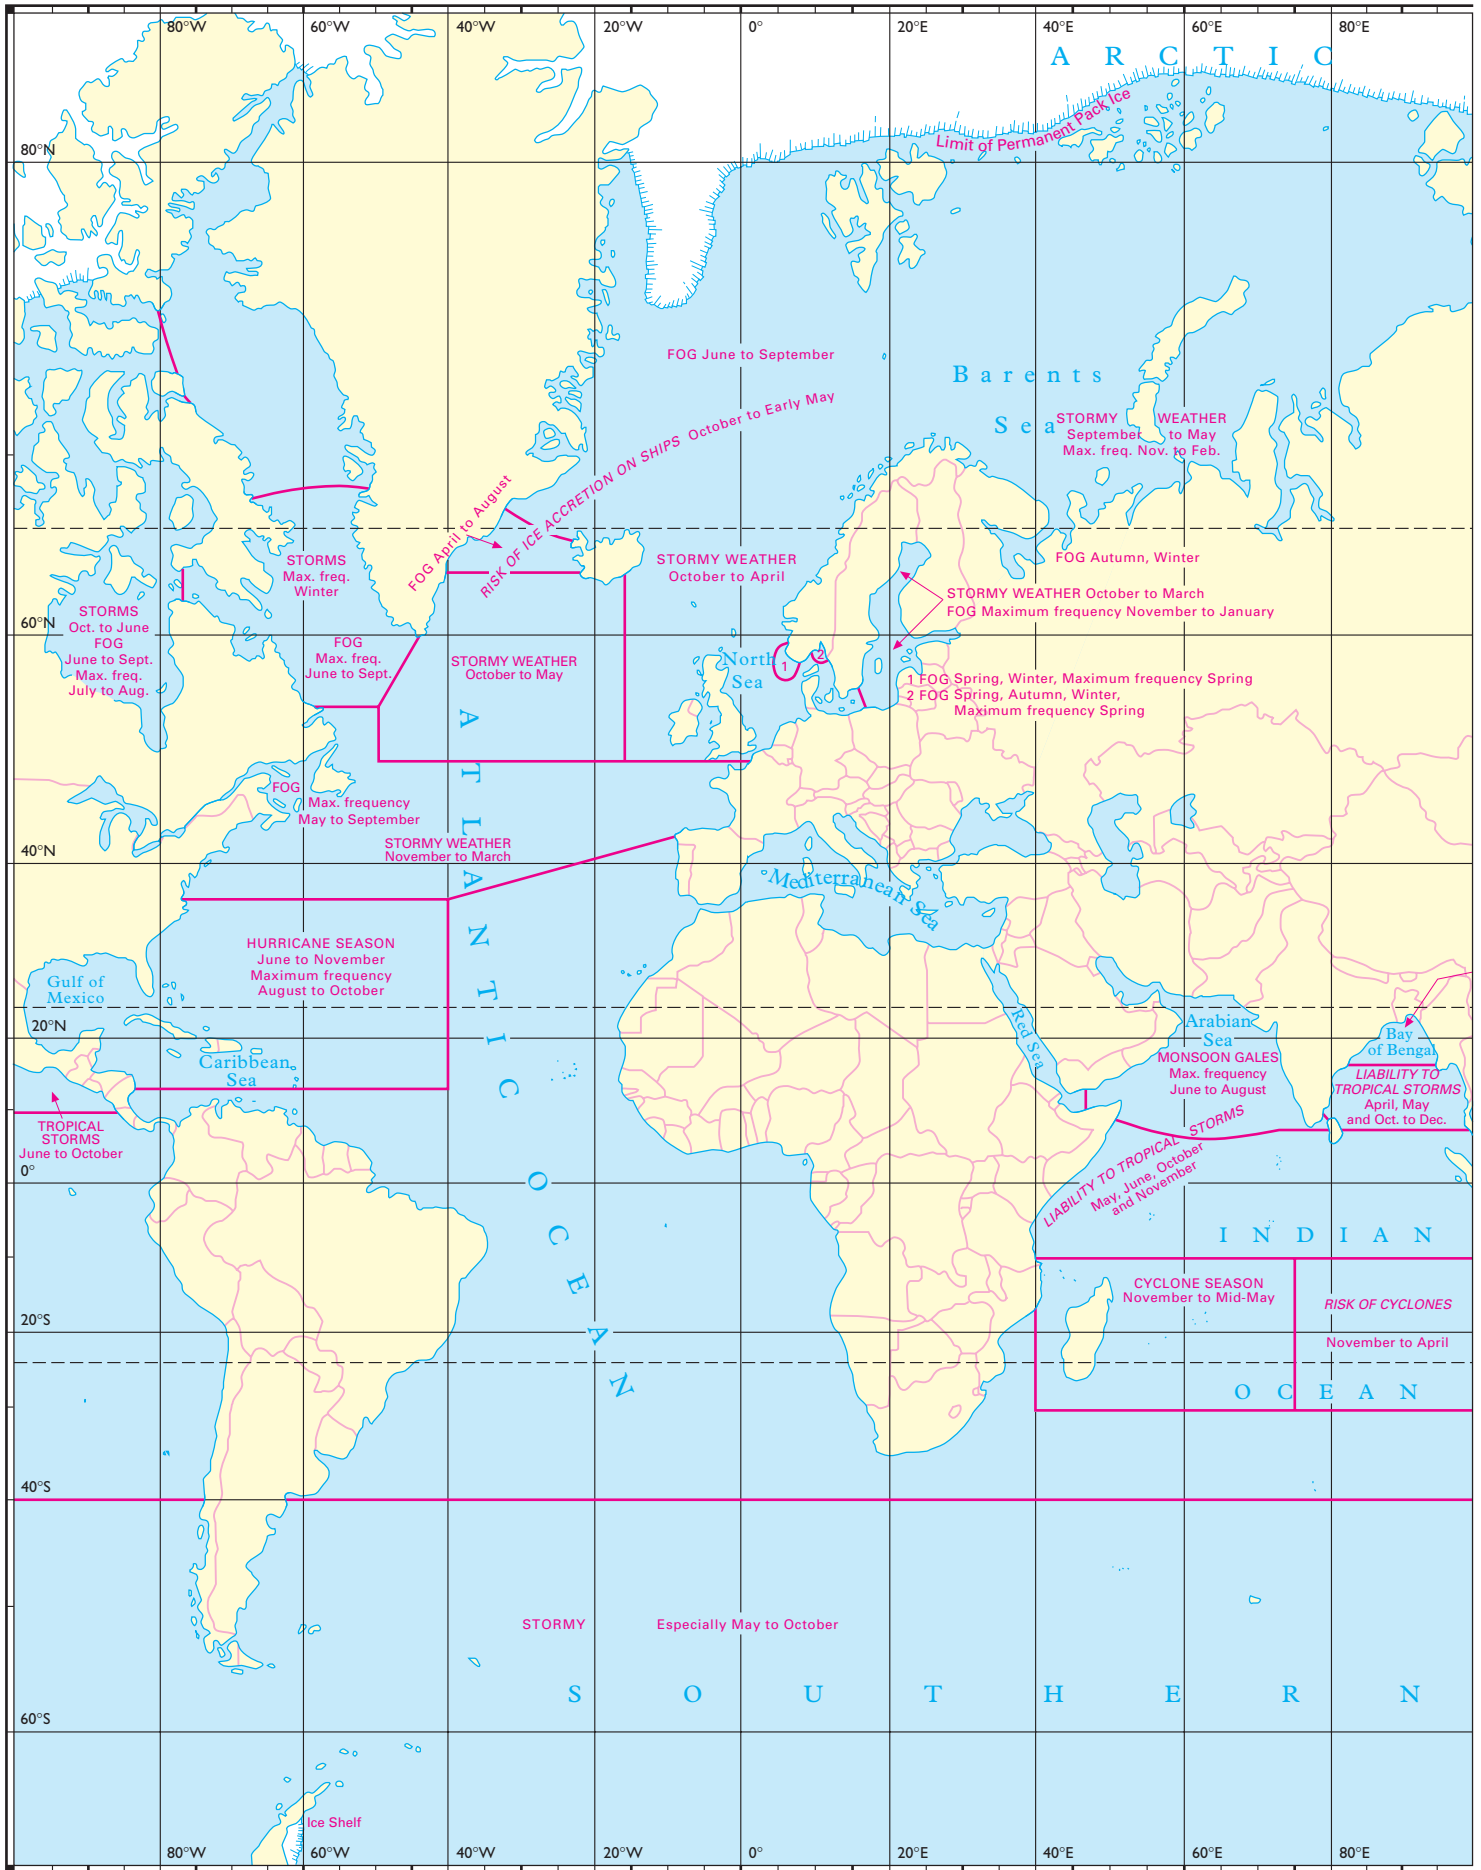 80°W 60°W 40°W 20°W 0° 20°E 40°E 60°E 80°E
A R C T I C
Limit of Permanent Pack Ice
80°N
FOG June to September
Barents
Sea
RISK OF ICE ACCRETION ON SHIPS October to Early May
STORMY WEATHER
September to May
Max. freq. Nov. to Feb.
FOG April to August
STORMS
Max. freq.
Winter
STORMY WEATHER
October to April
FOG Autumn, Winter
STORMY WEATHER October to March
FOG Maximum frequency November to January
STORMS
Oct. to June
FOG
June to Sept.
Max. freq.
July to Aug.
60°N
FOG
Max. freq.
June to Sept.
STORMY WEATHER
October to May
North
Sea
1
2
1 FOG Spring, Winter, Maximum frequency Spring
2 FOG Spring, Autumn, Winter,
Maximum frequency Spring
A T L A N T I C O C E A N
FOG
Max. frequency
May to September
STORMY WEATHER
November to March
40°N
Mediterranean Sea
HURRICANE SEASON
June to November
Maximum frequency
August to October
Gulf of
Mexico
20°N
Caribbean
Sea
Red Sea
Arabian
Sea
MONSOON GALES
Max. frequency
June to August
Bay
of Bengal
LIABILITY TO
TROPICAL STORMS
April, May
and Oct. to Dec.
TROPICAL
STORMS
June to October
LIABILITY TO TROPICAL STORMS
May, June, October
and November
0°
I N D I A N
CYCLONE SEASON
November to Mid-May
RISK OF CYCLONES
November to April
20°S
O C E A N
40°S
STORMY Especially May to October
S O U T H E R N
60°S
Ice Shelf
80°W 60°W 40°W 20°W 0° 20°E 40°E 60°E 80°E